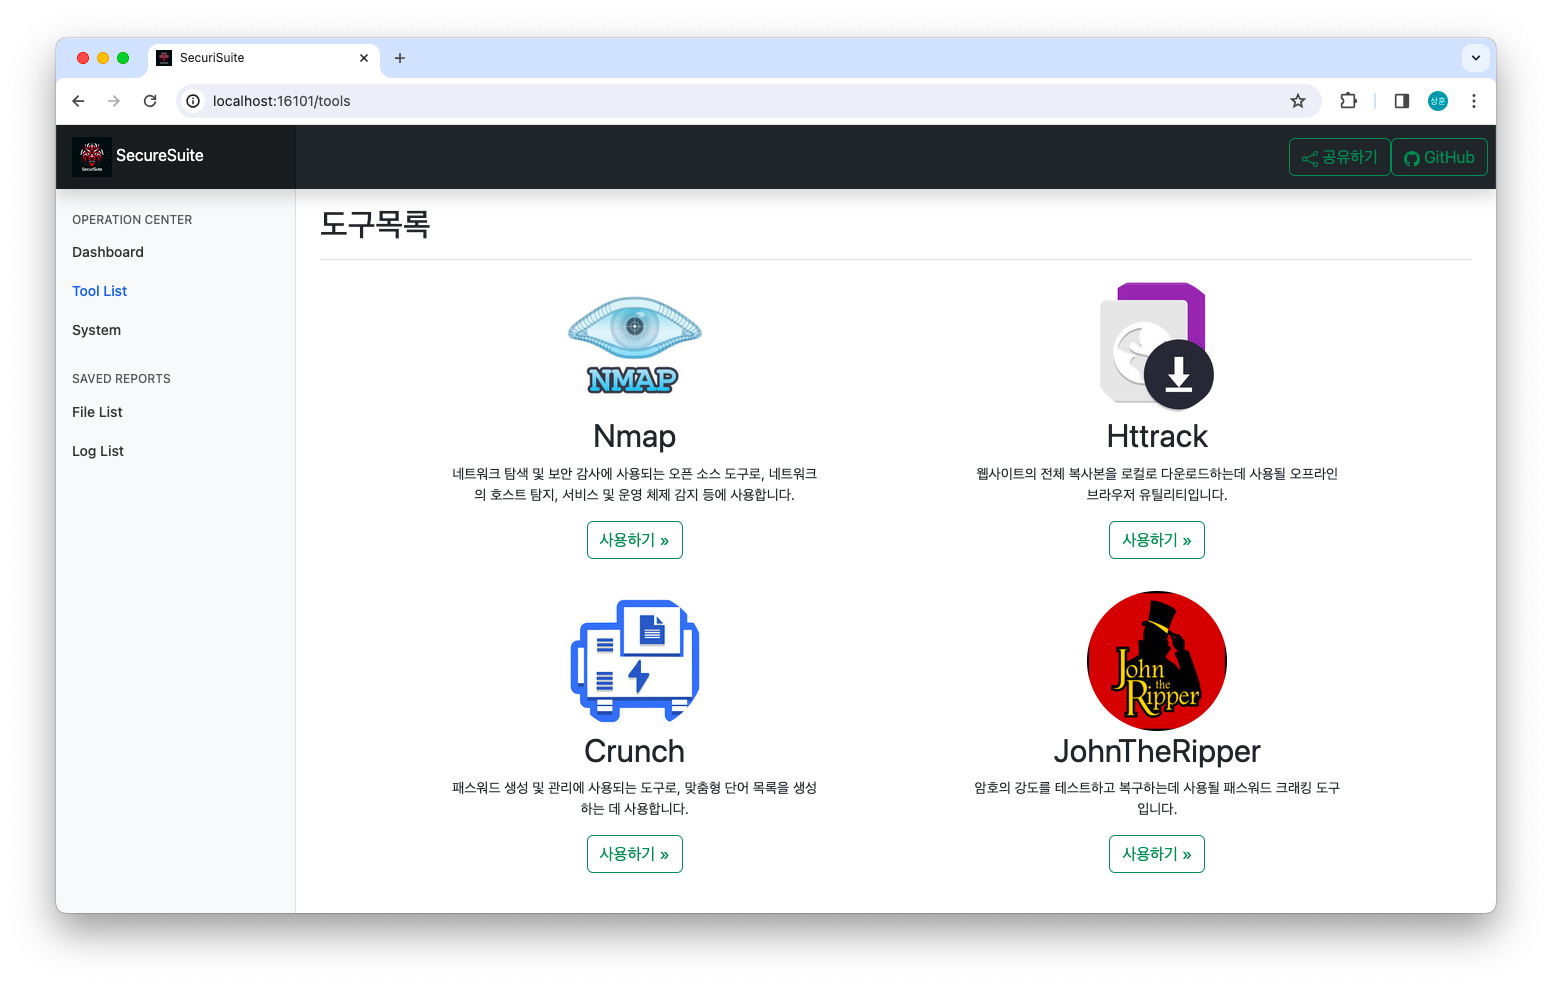 SecuriSuite
localhost:16101/tools
상훈
SecuriSuite
SecureSuite
공유하기
GitHub
OPERATION CENTER
Dashboard
Tool List
System
SAVED REPORTS
File List
Log List
도구목록
NMAP
Nmap
네트워크 탐색 및 보안 감사에 사용되는 오픈 소스 도구로, 네트워크
의 호스트 탐지, 서비스 및 운영 체제 감지 등에 사용합니다.
사용하기 »
Httrack
웹사이트의 전체 복사본을 로컬로 다운로드하는데 사용될 오프라인
브라우저 유틸리티입니다.
사용하기 »
Crunch
패스워드 생성 및 관리에 사용되는 도구로, 맞춤형 단어 목록을 생성
하는 데 사용합니다.
사용하기 »
John
the
Ripper
JohnTheRipper
암호의 강도를 테스트하고 복구하는데 사용될 패스워드 크래킹 도구
입니다.
사용하기 »